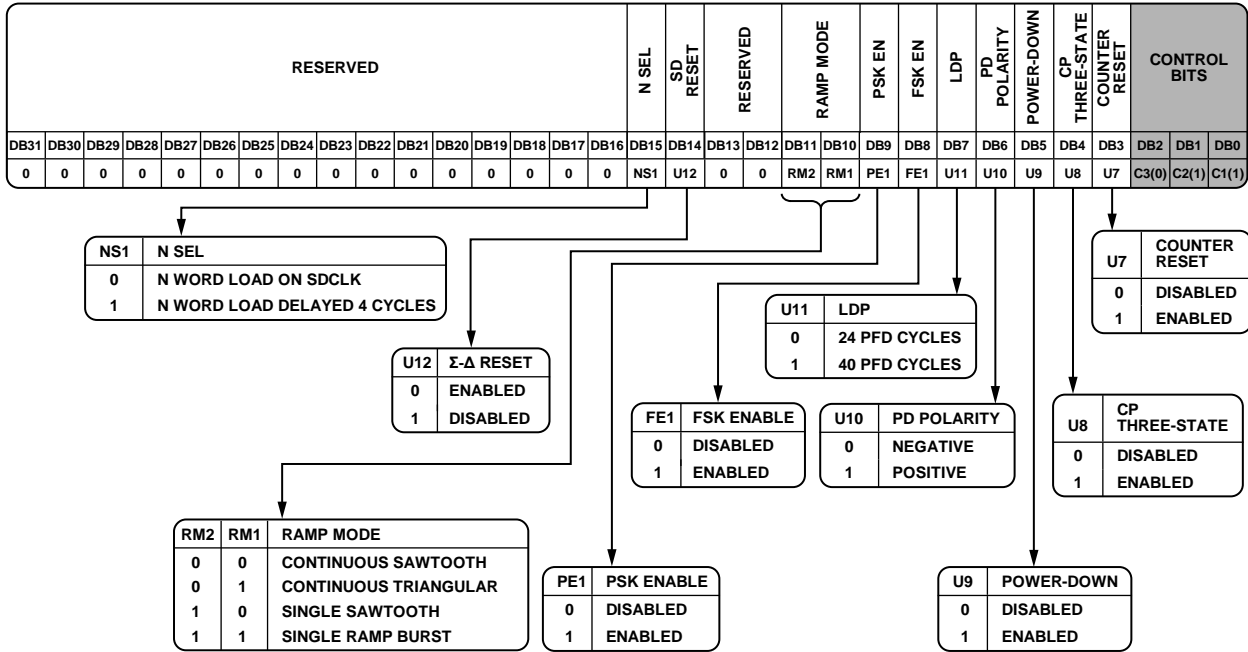 RESERVED
N SEL
SD RESET
RESERVED
RAMP MODE
PSK EN
FSK EN
LDP
PD POLARITY
POWER-DOWN
CP THREE-STATE
COUNTER RESET
CONTROL BITS
DB31 DB30 DB29 DB28 DB27 DB26 DB25 DB24 DB23 DB22 DB21 DB20 DB19 DB18 DB17 DB16 DB15 DB14 DB13 DB12 DB11 DB10 DB9 DB8 DB7 DB6 DB5 DB4 DB3 DB2 DB1 DB0
0 0 0 0 0 0 0 0 0 0 0 0 0 0 0 0 NS1 U12 0 0 RM2 RM1 PE1 FE1 U11 U10 U9 U8 U7 C3(0) C2(1) C1(1)
NS1 N SEL
0 N WORD LOAD ON SDCLK
1 N WORD LOAD DELAYED 4 CYCLES
U7 COUNTER RESET
0 DISABLED
1 ENABLED
U11 LDP
0 24 PFD CYCLES
1 40 PFD CYCLES
U12 Σ-Δ RESET
0 ENABLED
1 DISABLED
FE1 FSK ENABLE
0 DISABLED
1 ENABLED
U10 PD POLARITY
0 NEGATIVE
1 POSITIVE
U8 CP THREE-STATE
0 DISABLED
1 ENABLED
RM2 RM1 RAMP MODE
0 0 CONTINUOUS SAWTOOTH
0 1 CONTINUOUS TRIANGULAR
1 0 SINGLE SAWTOOTH
1 1 SINGLE RAMP BURST
PE1 PSK ENABLE
0 DISABLED
1 ENABLED
U9 POWER-DOWN
0 DISABLED
1 ENABLED